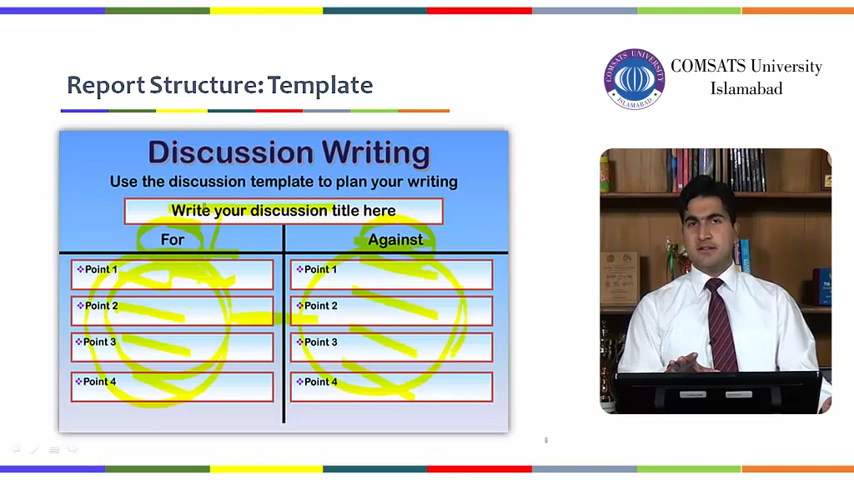 Report Structure: Template
COMSATS University
Islamabad
COMSATS UNIVERSITY
ISLAMABAD
Discussion Writing
Use the discussion template to plan your writing
Write your discussion title here
For
Against
Point 1
Point 1
Point 2
Point 2
Point 3
Point 3
Point 4
Point 4